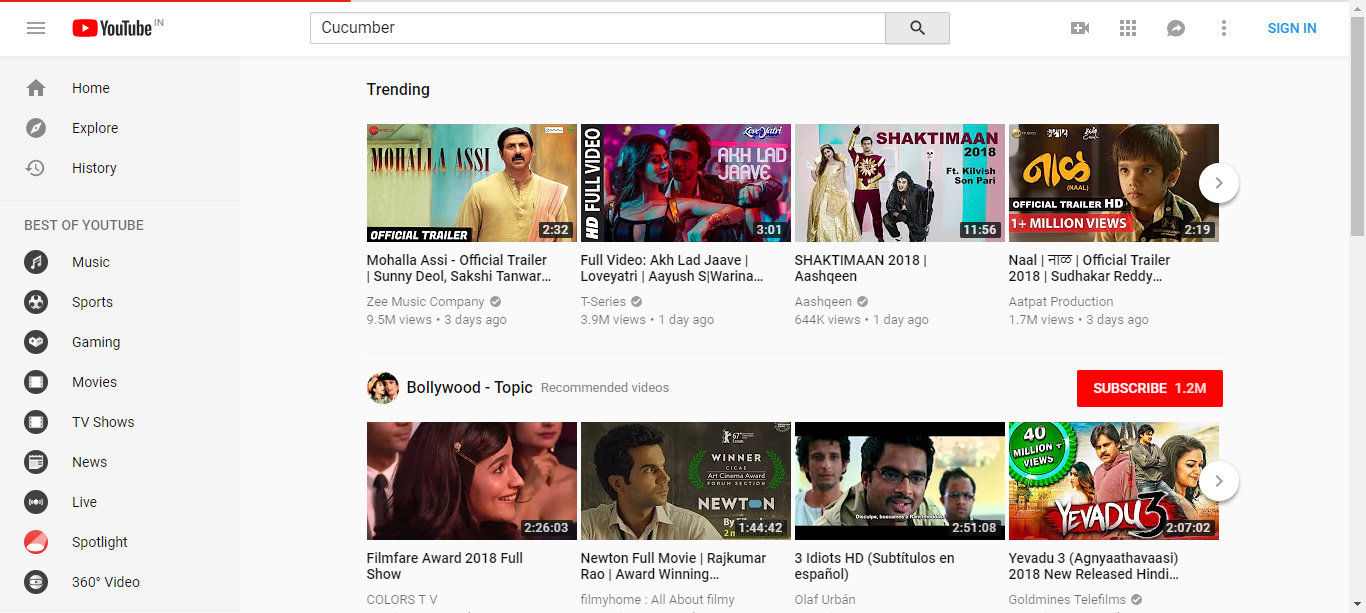 YouTube IN
Cucumber
SIGN IN
Home
Explore
History
BEST OF YOUTUBE
Music
Sports
Gaming
Movies
TV Shows
News
Live
Spotlight
360° Video
Trending
MOHALLA ASSI
OFFICIAL TRAILER
2:32
Mohalla Assi - Official Trailer
| Sunny Deol, Sakshi Tanwar...
Zee Music Company
9.5M views • 3 days ago
HD FULL VIDEO
LoveYatri
AKH LAD
JAAVE
3:01
Full Video: Akh Lad Jaave |
Loveyatri | Aayush S|Warina...
T-Series
3.9M views • 1 day ago
SHAKTIMAAN
2018
Ft. Kilvish
Son Pari
11:56
SHAKTIMAAN 2018 |
Aashqeen
Aashqeen
644K views • 1 day ago
नाळ
(NAAL)
OFFICIAL TRAILER HD
1+ MILLION VIEWS
2:19
Naal | नाळ | Official Trailer
2018 | Sudhakar Reddy...
Aatpat Production
1.7M views • 3 days ago
Bollywood - Topic Recommended videos
SUBSCRIBE 1.2M
2:26:03
Filmfare Award 2018 Full
Show
COLORS T V
WINNER
CICAE
Art Cinema Award
FORUM SECTION
NEWTON
1:44:42
Newton Full Movie | Rajkumar
Rao | Award Winning...
filmyhome : All About filmy
Disculpe, buscamos a Ranchhoddas.
2:51:08
3 Idiots HD (Subtítulos en
español)
Olaf Urbán
40
MILLION +
VIEWS
YEVADU 3
2:07:02
Yevadu 3 (Agnyaathavaasi)
2018 New Released Hindi...
Goldmines Telefilms